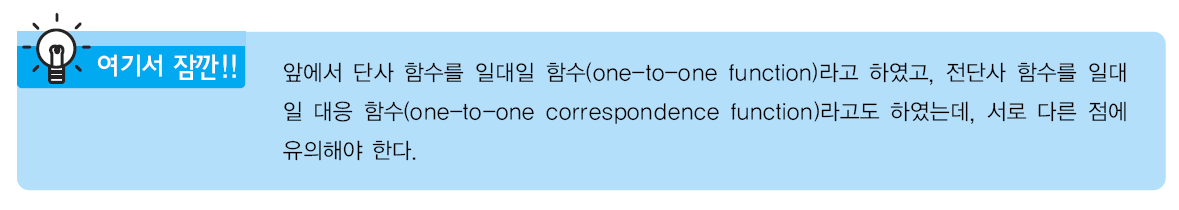 여기서 잠깐!!
앞에서 단사 함수를 일대일 함수(one-to-one function)라고 하였고, 전단사 함수를 일대
일 대응 함수(one-to-one correspondence function)라고도 하였는데, 서로 다른 점에
유의해야 한다.